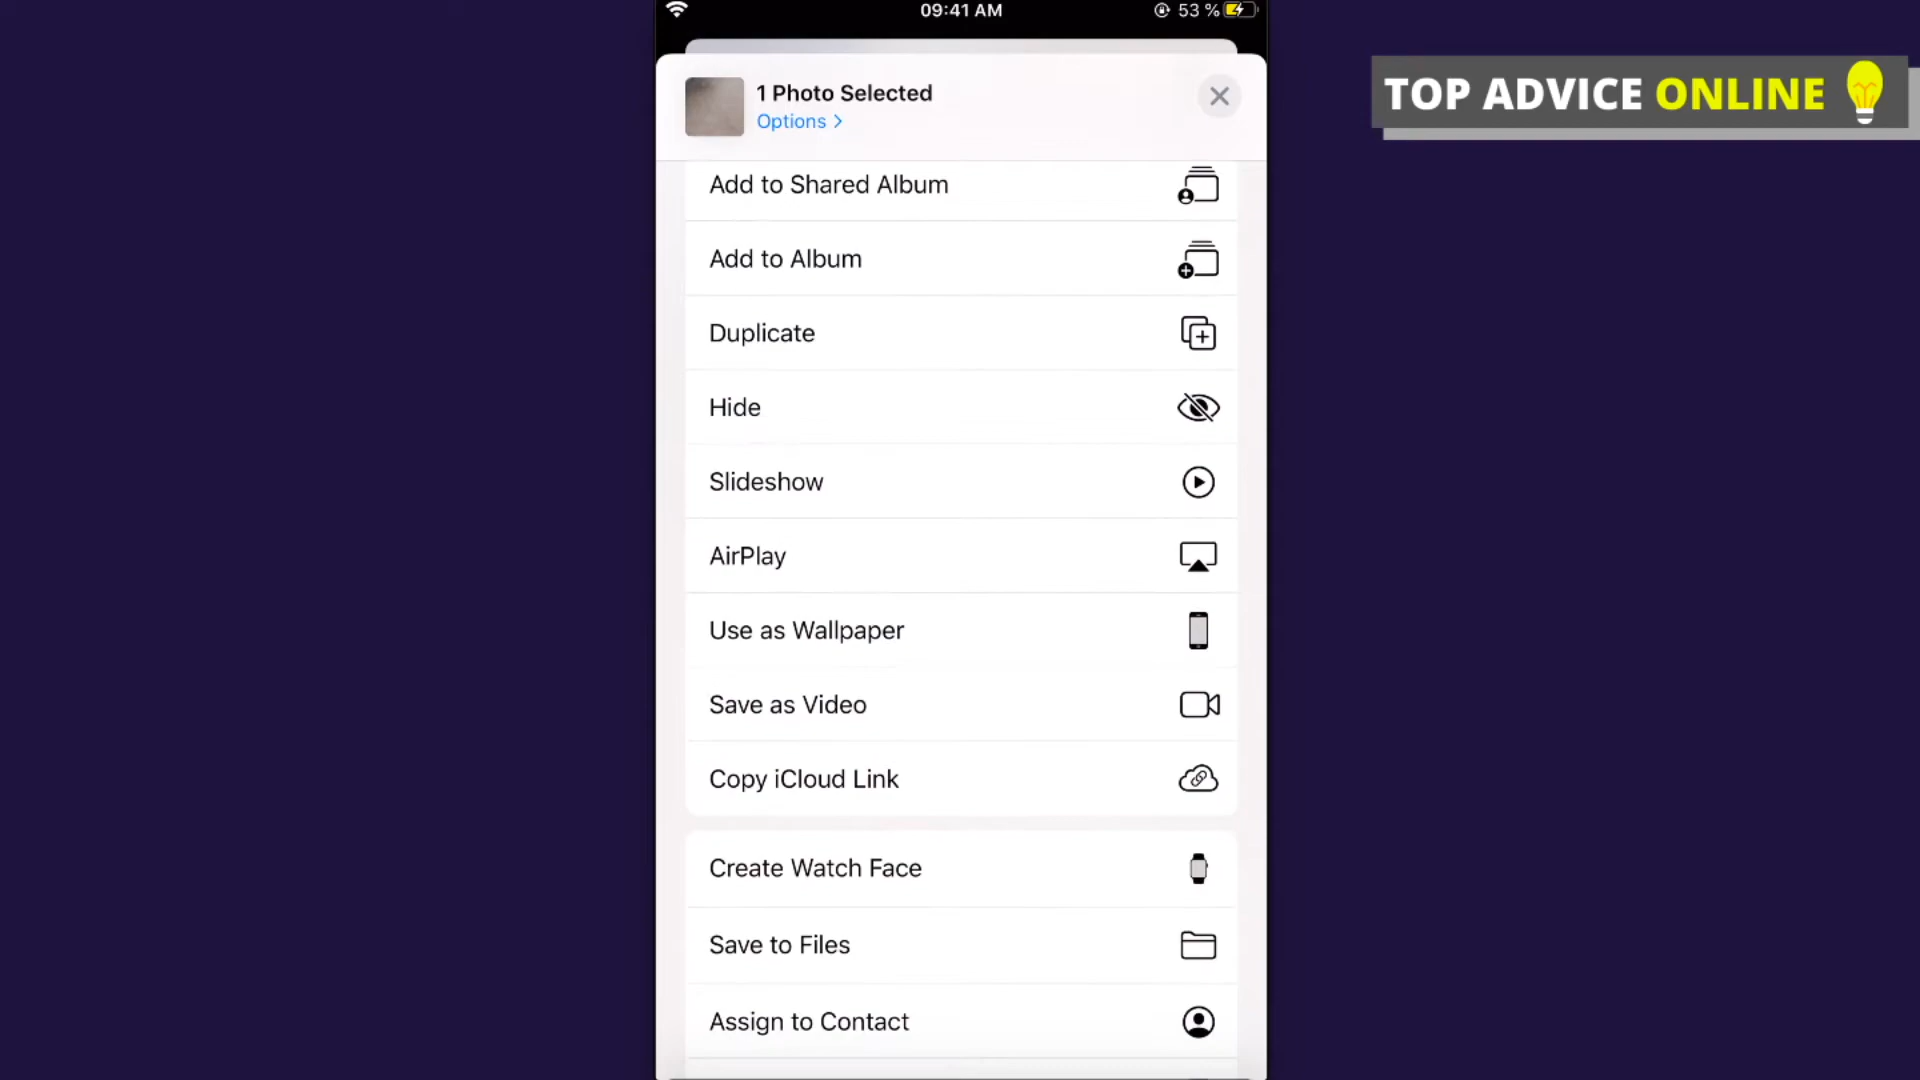 09:41 AM
53 %
1 Photo Selected
Options
TOP ADVICE ONLINE
Add to Shared Album
Add to Album
Duplicate
Hide
Slideshow
AirPlay
Use as Wallpaper
Save as Video
Copy iCloud Link
Create Watch Face
Save to Files
Assign to Contact